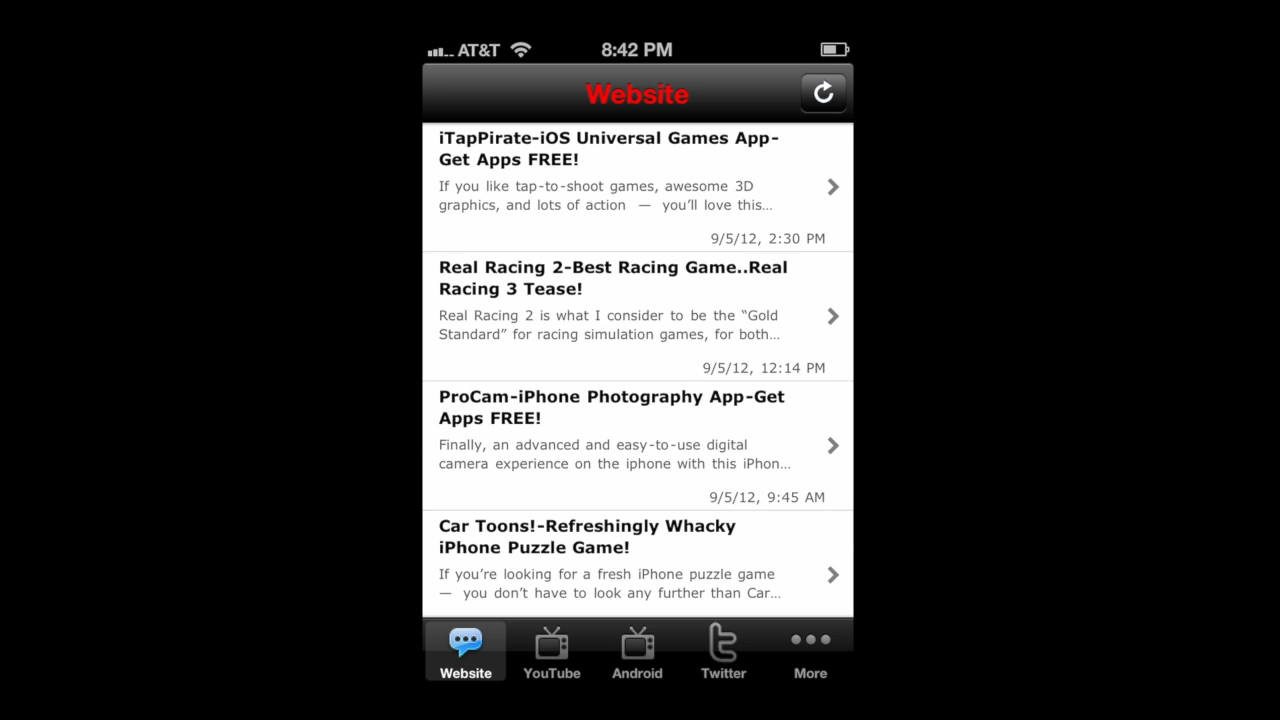 AT&T 8:42 PM
Website
iTapPirate-iOS Universal Games App-
Get Apps FREE!
If you like tap-to-shoot games, awesome 3D
graphics, and lots of action — you’ll love this...
9/5/12, 2:30 PM
Real Racing 2-Best Racing Game..Real
Racing 3 Tease!
Real Racing 2 is what I consider to be the “Gold
Standard” for racing simulation games, for both...
9/5/12, 12:14 PM
ProCam-iPhone Photography App-Get
Apps FREE!
Finally, an advanced and easy-to-use digital
camera experience on the iphone with this iPhon...
9/5/12, 9:45 AM
Car Toons!-Refreshingly Whacky
iPhone Puzzle Game!
If you’re looking for a fresh iPhone puzzle game
— you don’t have to look any further than Car...
Website YouTube Android Twitter More